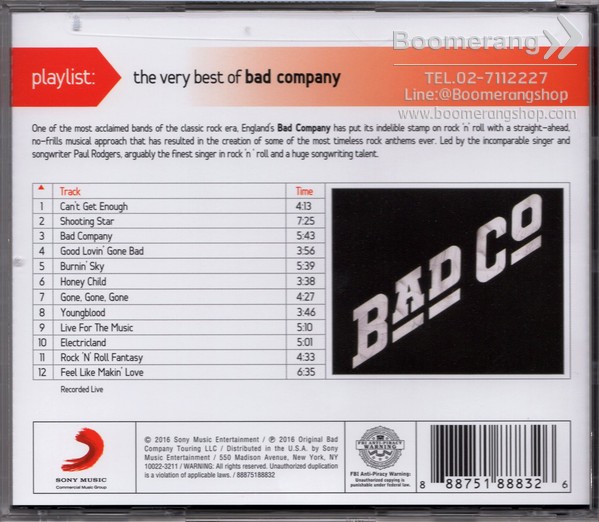 Boomerang
TEL.02-7112227
Line:@Boomerangshop
www.boomerangshop.com
playlist: the very best of bad company
One of the most acclaimed bands of the classic rock era, England's Bad Company has put its indelible stamp on rock 'n' roll with a straight-ahead,
no-frills musical approach that has resulted in the creation of some of the most timeless rock anthems ever. Led by the incomparable singer and
songwriter Paul Rodgers, arguably the finest singer in rock 'n' roll and a huge songwriting talent.
Track Time
1 Can't Get Enough 4:13
2 Shooting Star 7:25
3 Bad Company 5:43
4 Good Lovin' Gone Bad 3:56
5 Burnin' Sky 5:39
6 Honey Child 3:38
7 Gone, Gone, Gone 4:27
8 Youngblood 3:46
9 Live For The Music 5:10
10 Electricland 5:01
11 Rock 'N' Roll Fantasy 4:33
12 Feel Like Makin' Love 6:35
Recorded Live
BAD CO
SONY MUSIC
Commercial Music Group
© 2016 Sony Music Entertainment / ℗ 2016 Original Bad
Company Touring LLC / Distributed in the U.S.A. by Sony
Music Entertainment / 550 Madison Avenue, New York, NY
10022-3211 / WARNING: All rights reserved. Unauthorized duplication
is a violation of applicable laws. / 88875188832
FBI ANTI-PIRACY
WARNING
FBI Anti-Piracy Warning:
Unauthorized copying is
punishable under federal law.
8 88751 88832 6